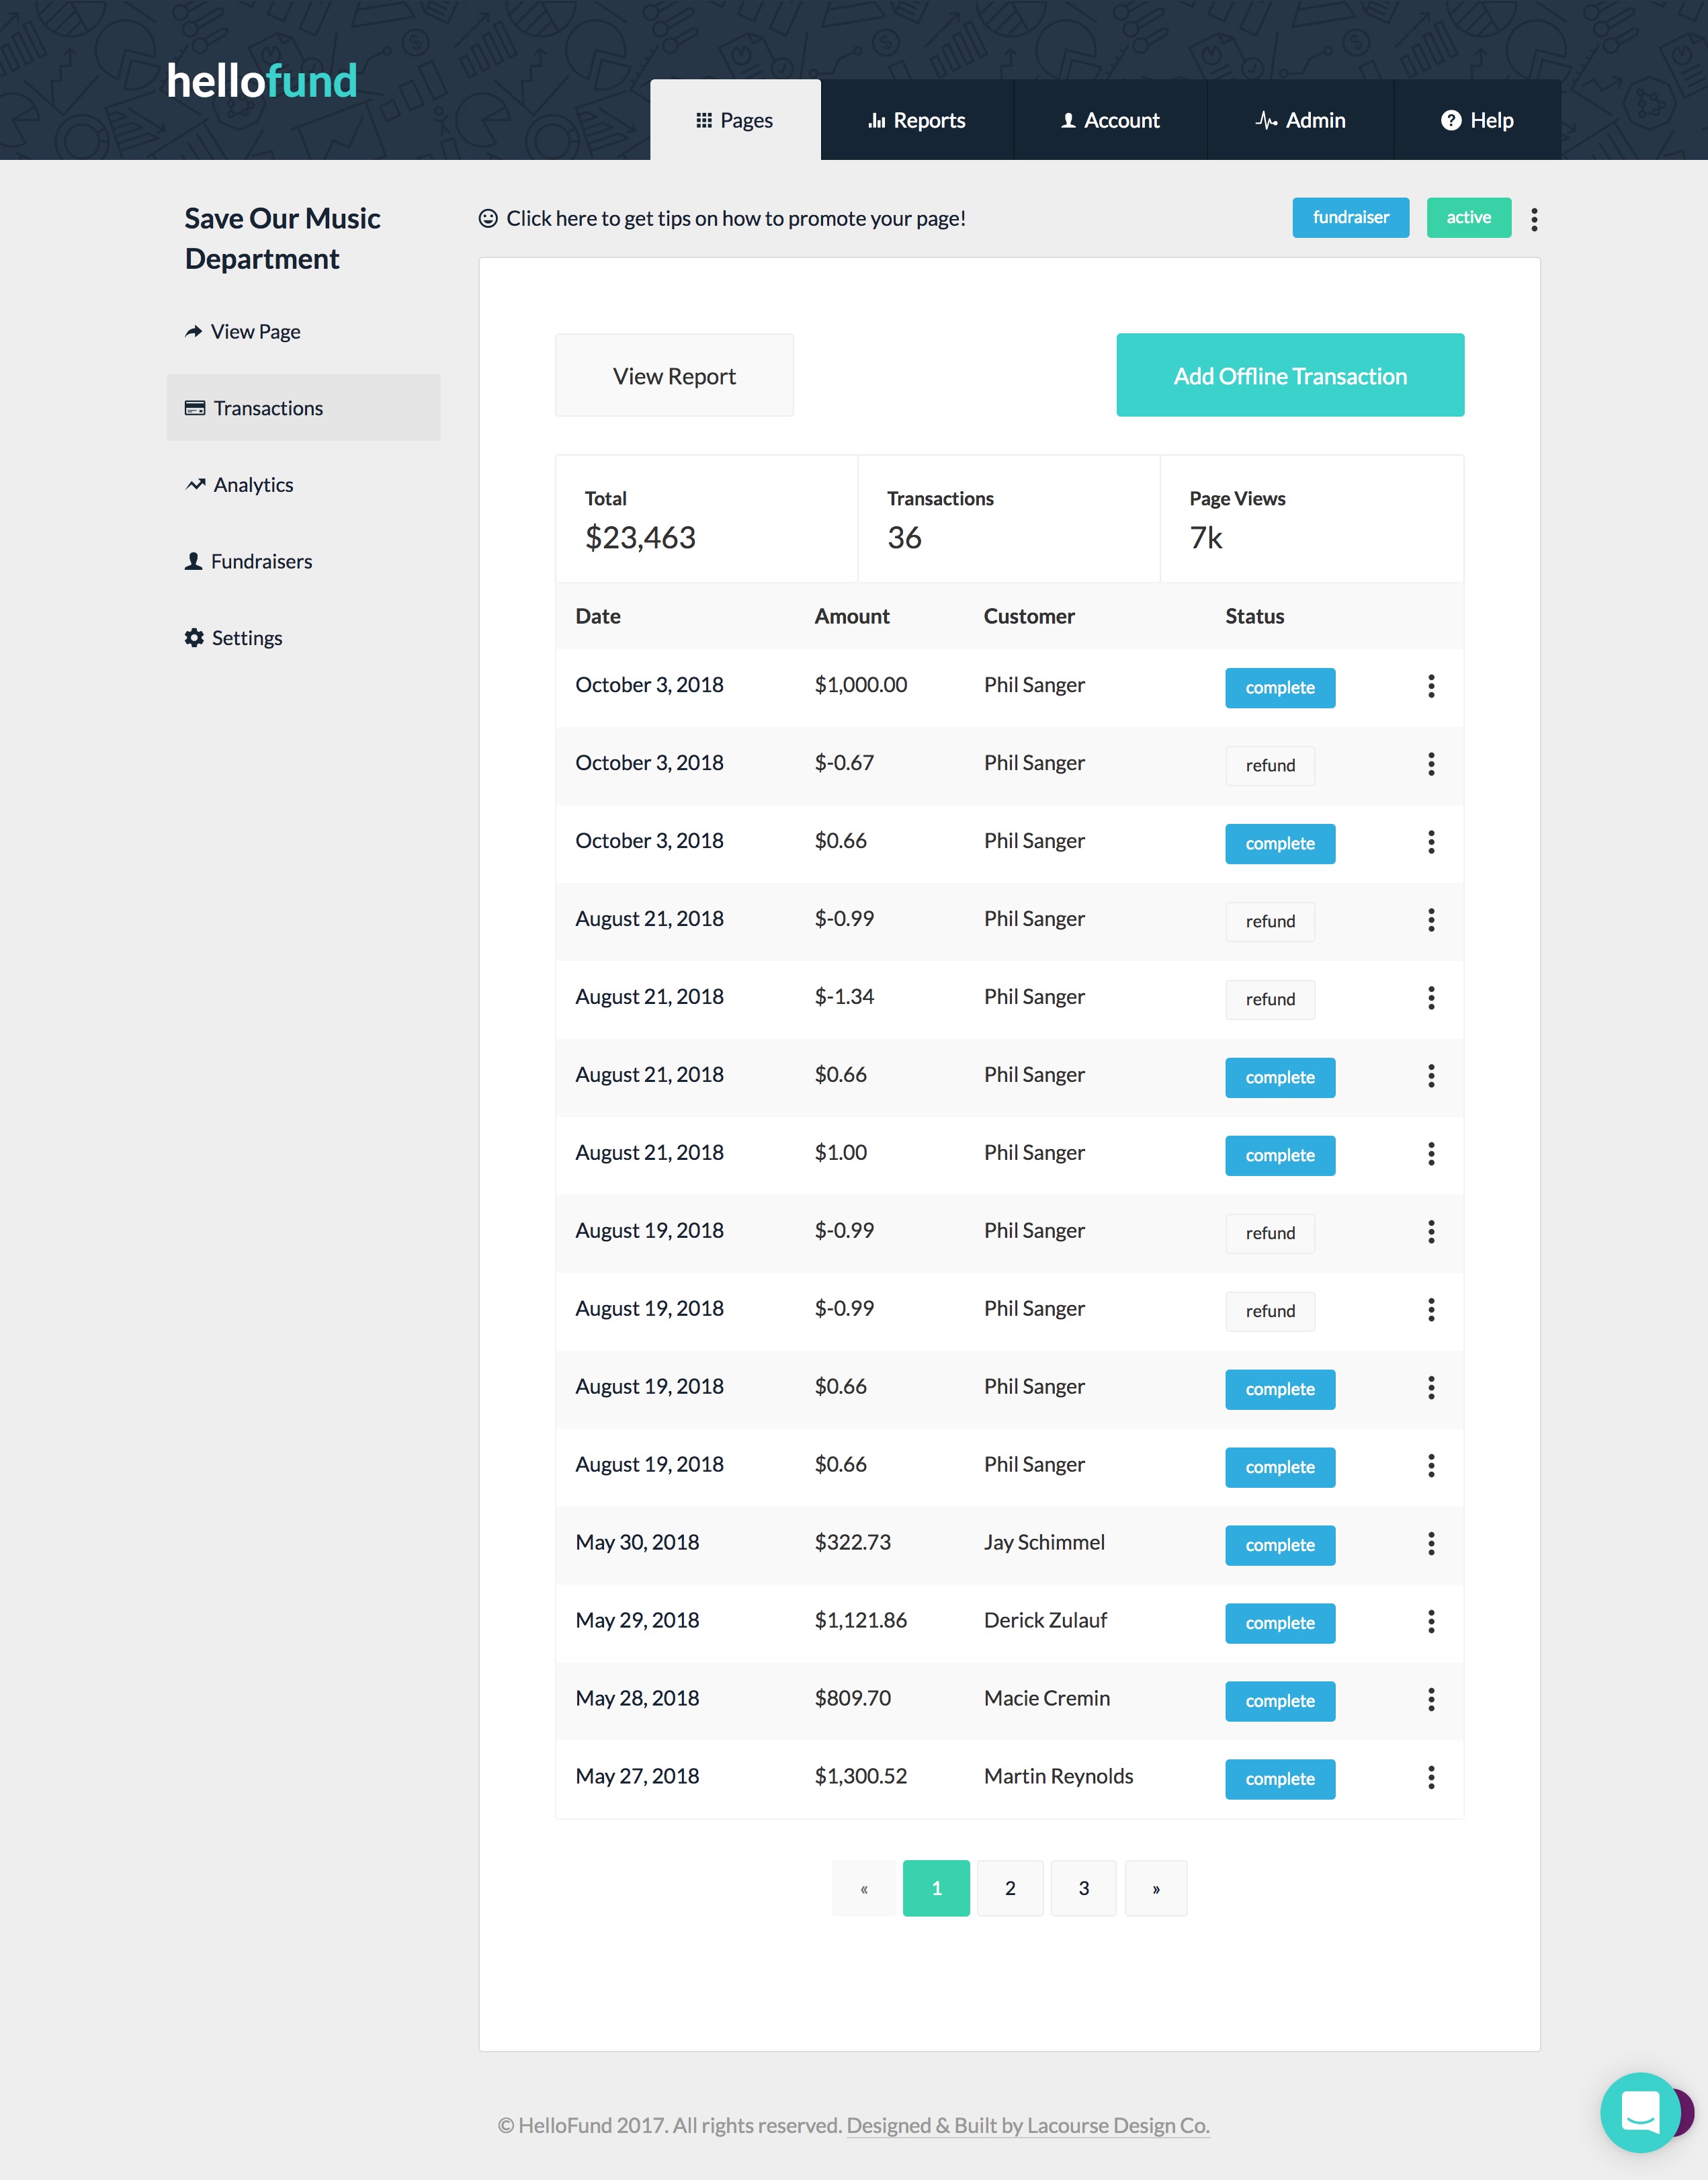 hellofund
Pages Reports Account Admin Help
Save Our Music
Department
View Page
Transactions
Analytics
Fundraisers
Settings
Click here to get tips on how to promote your page! fundraiser active
View Report Add Offline Transaction
Total Transactions Page Views
$23,463 36 7k
Date Amount Customer Status
October 3, 2018 $1,000.00 Phil Sanger complete
October 3, 2018 $-0.67 Phil Sanger refund
October 3, 2018 $0.66 Phil Sanger complete
August 21, 2018 $-0.99 Phil Sanger refund
August 21, 2018 $-1.34 Phil Sanger refund
August 21, 2018 $0.66 Phil Sanger complete
August 21, 2018 $1.00 Phil Sanger complete
August 19, 2018 $-0.99 Phil Sanger refund
August 19, 2018 $-0.99 Phil Sanger refund
August 19, 2018 $0.66 Phil Sanger complete
August 19, 2018 $0.66 Phil Sanger complete
May 30, 2018 $322.73 Jay Schimmel complete
May 29, 2018 $1,121.86 Derick Zulauf complete
May 28, 2018 $809.70 Macie Cremin complete
May 27, 2018 $1,300.52 Martin Reynolds complete
« 1 2 3 »
© HelloFund 2017. All rights reserved. Designed & Built by Lacourse Design Co.